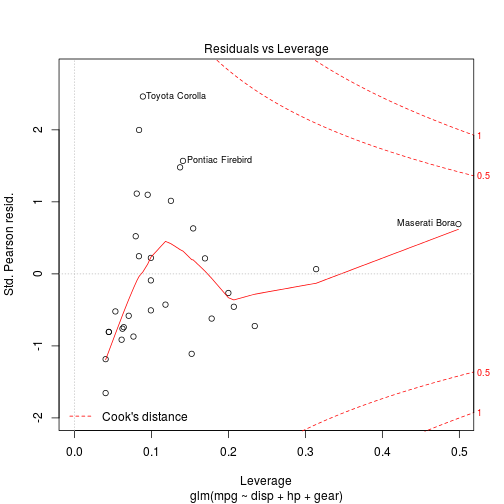 Residuals vs Leverage
Toyota Corolla
Pontiac Firebird
Maserati Bora
1
0.5
0.5
1
2
1
0
-1
-2
Std. Pearson resid.
Cook's distance
0.0 0.1 0.2 0.3 0.4 0.5
Leverage
glm(mpg ~ disp + hp + gear)